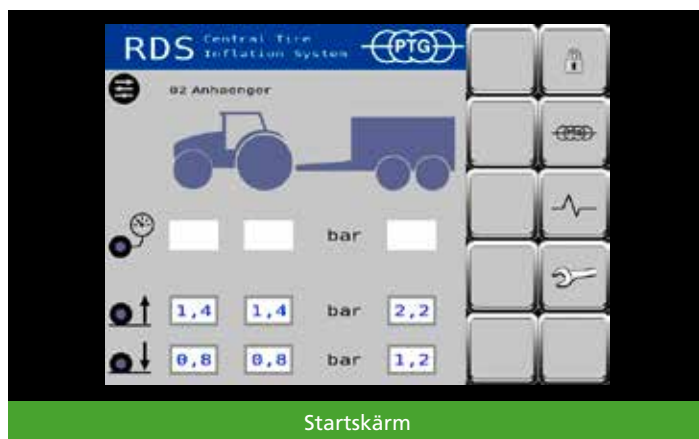 RDS Central Tire
Inflation System
PTG
02 Anhaenger
PTG
bar
1,4 1,4 bar 2,2
0,8 0,8 bar 1,2
Startskärm